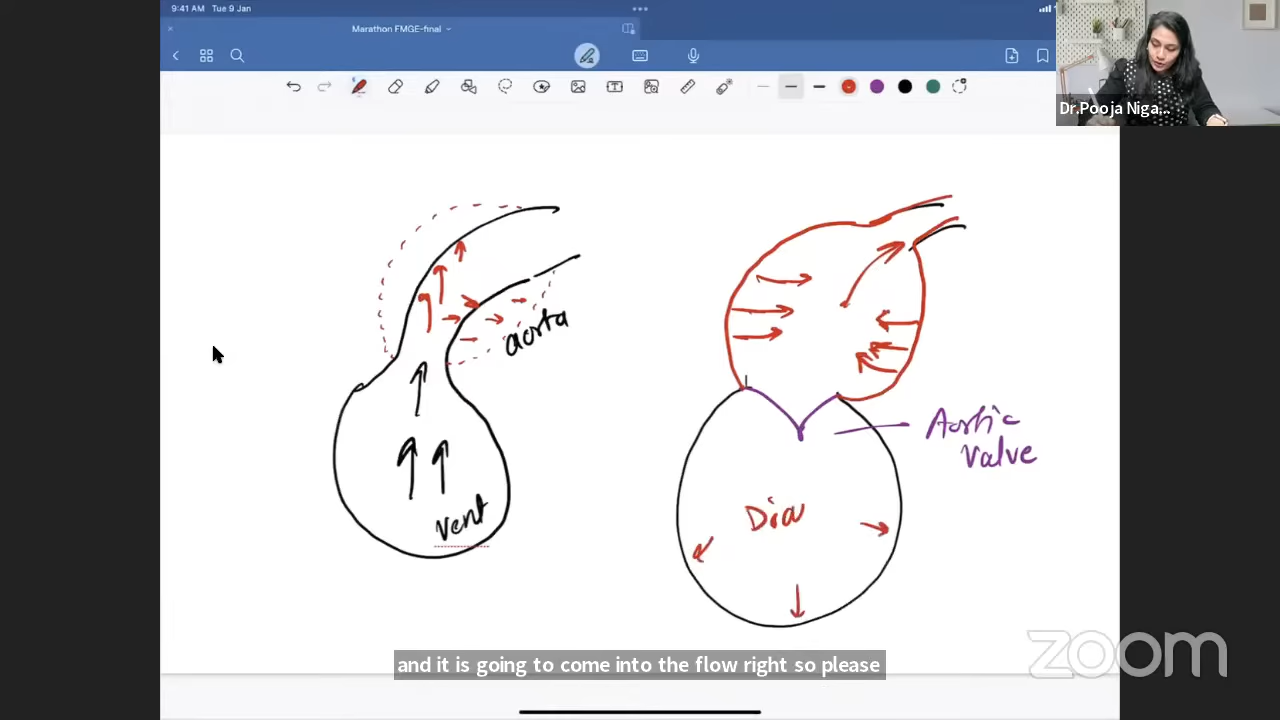 9:41 AM Tue 9 Jan
Marathon FMGE-final
Dr.Pooja Niga...
aorta
vent
Aortic
valve
Dia
and it is going to come into the flow right so please
zoom